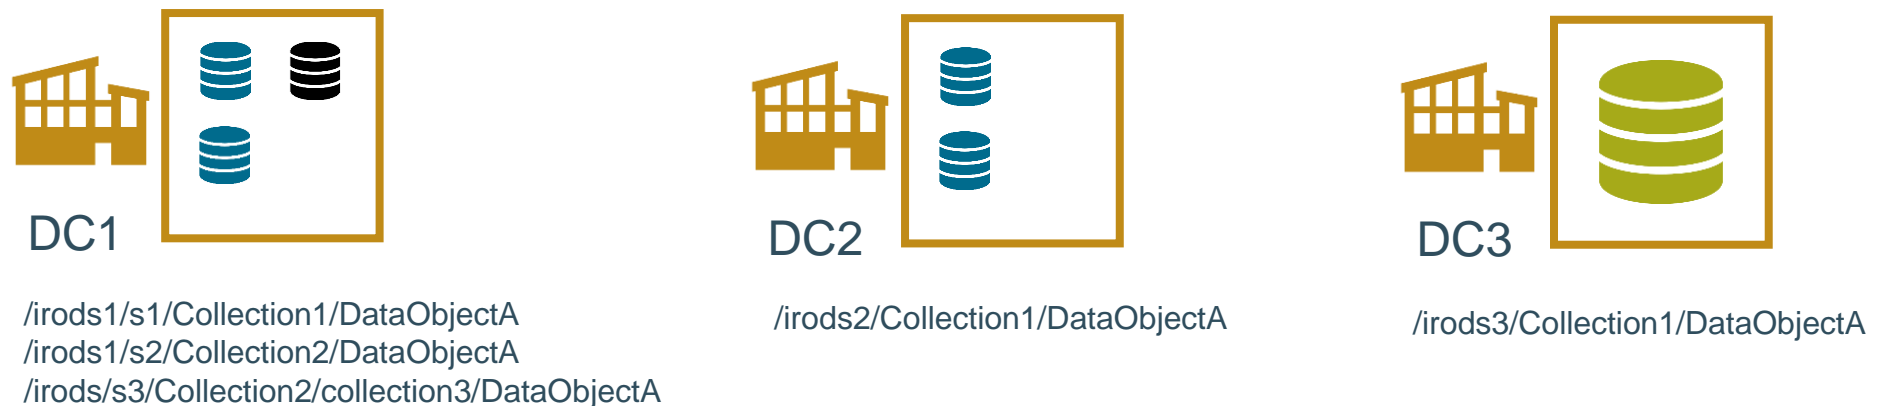 DC1
/irods1/s1/Collection1/DataObjectA
/irods1/s2/Collection2/DataObjectA
/irods/s3/Collection2/collection3/DataObjectA
DC2
/irods2/Collection1/DataObjectA
DC3
/irods3/Collection1/DataObjectA